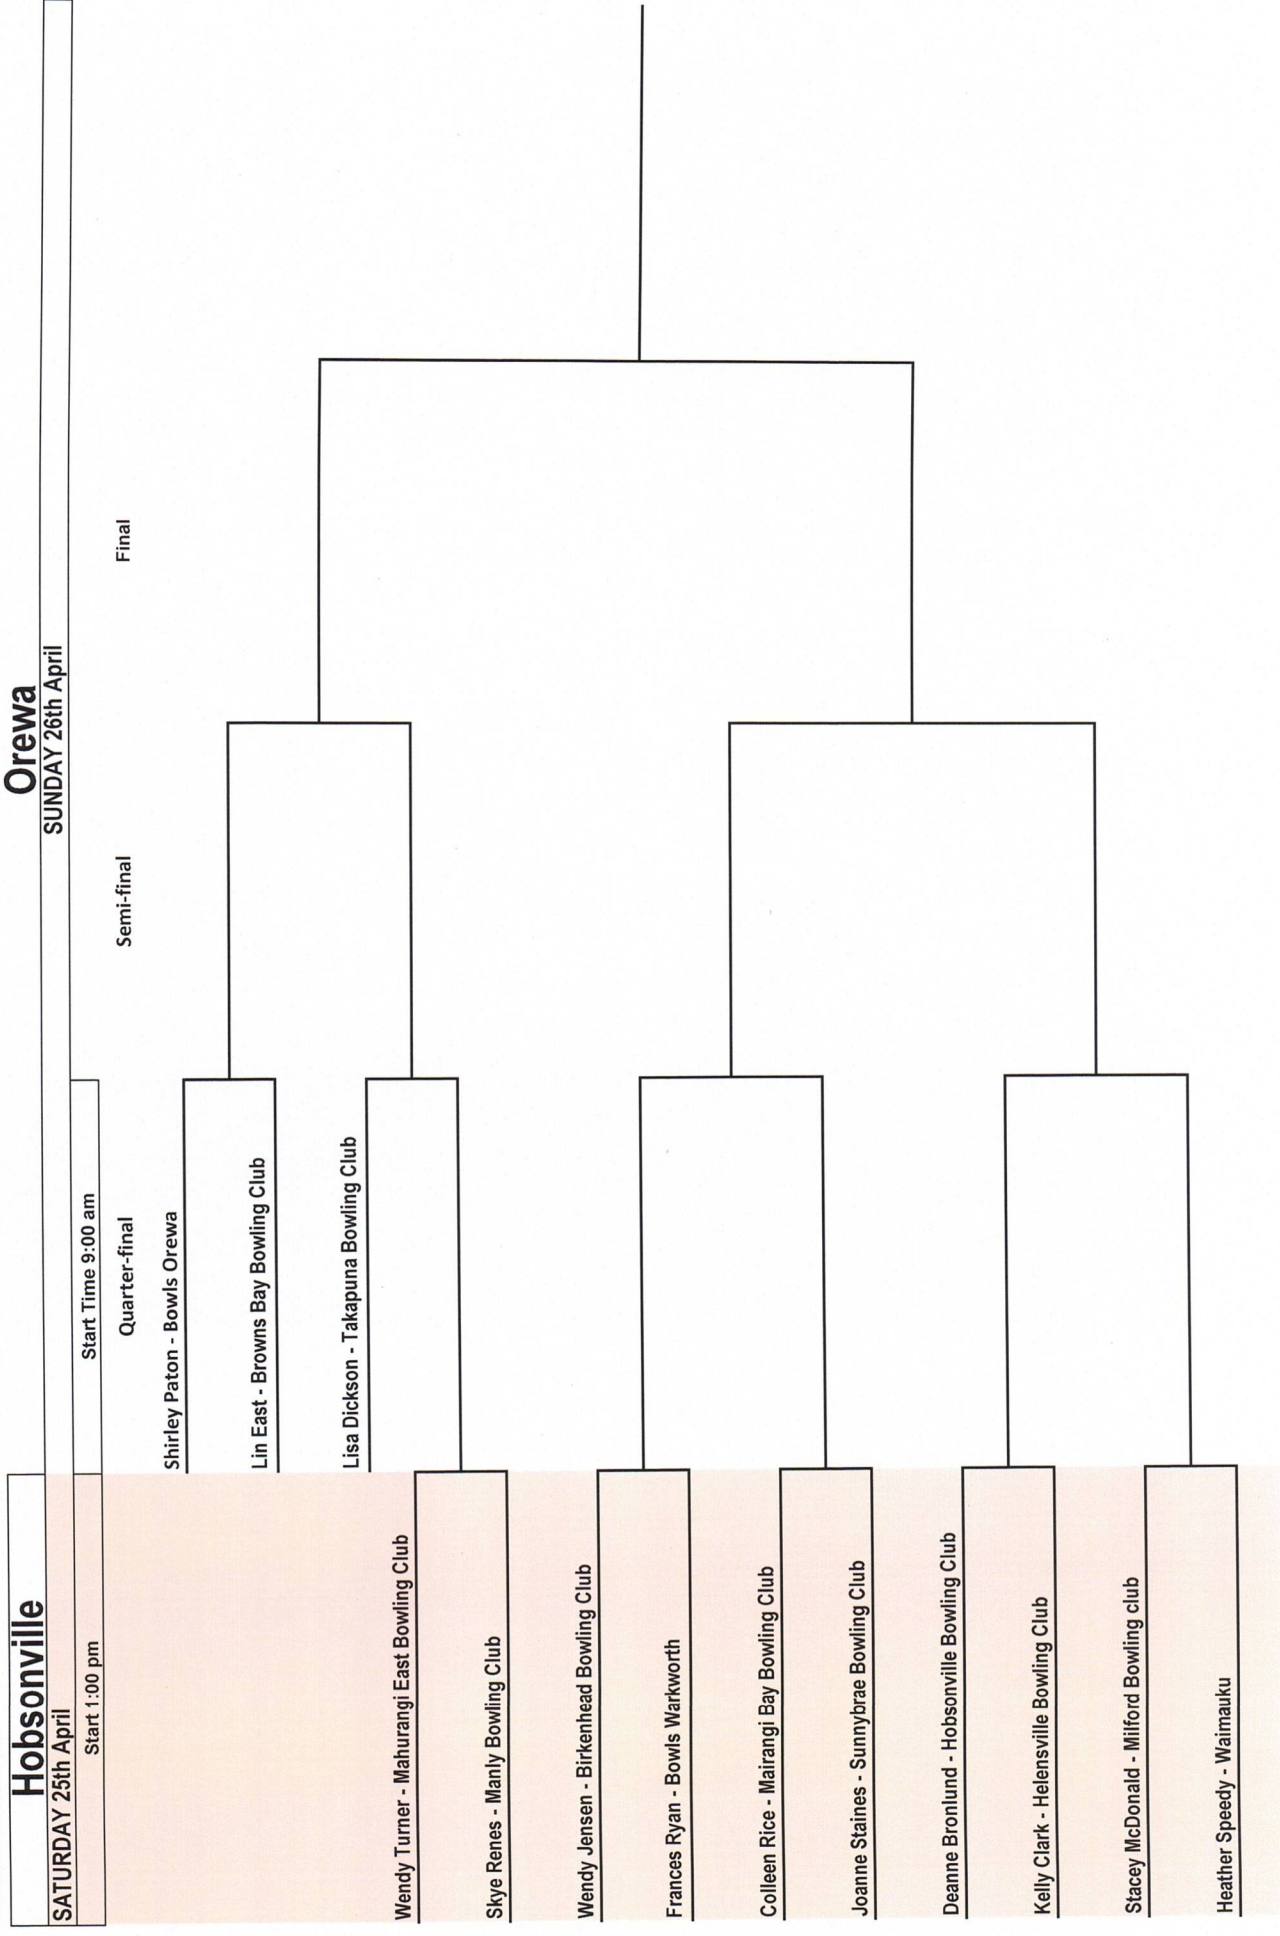 Hobsonville
Orewa
SATURDAY 25th April
SUNDAY 26th April
Start 1:00 pm
Start Time 9:00 am
Quarter-final
Semi-final
Final
Shirley Paton - Bowls Orewa
Lin East - Browns Bay Bowling Club
Lisa Dickson - Takapuna Bowling Club
Wendy Turner - Mahurangi East Bowling Club
Skye Renes - Manly Bowling Club
Wendy Jensen - Birkenhead Bowling Club
Frances Ryan - Bowls Warkworth
Colleen Rice - Mairangi Bay Bowling Club
Joanne Staines - Sunnybrae Bowling Club
Deanne Bronlund - Hobsonville Bowling Club
Kelly Clark - Helensville Bowling Club
Stacey McDonald - Milford Bowling club
Heather Speedy - Waimauku